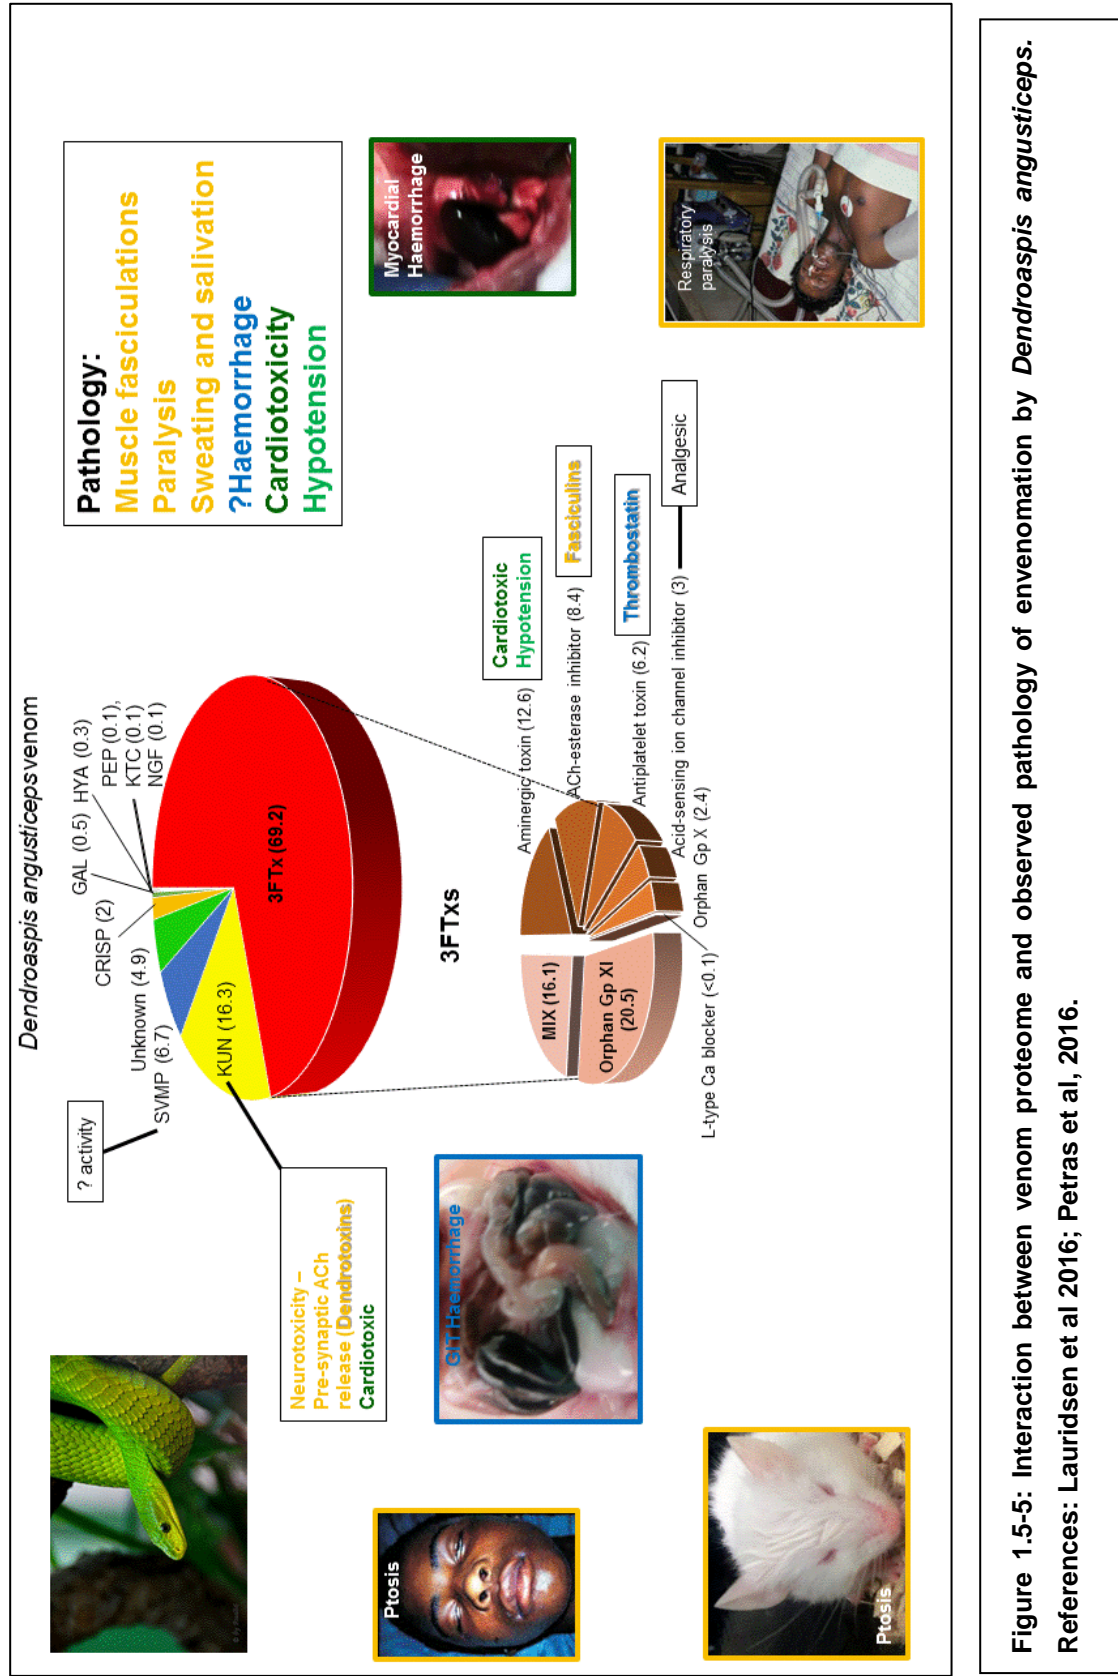 Dendroaspis angusticeps venom
Pathology:
Muscle fasciculations
Paralysis
Sweating and salivation
?Haemorrhage
Cardiotoxicity
Hypotension
? activity
SVMP (6.7)
Unknown (4.9)
CRISP (2)
GAL (0.5)
HYA (0.3)
PEP (0.1),
KTC (0.1)
NGF (0.1)
KUN (16.3)
3FTx (69.2)
Neurotoxicity –
Pre-synaptic ACh
release (Dendrotoxins)
Cardiotoxic
3FTxs
MIX (16.1)
Orphan Gp XI
(20.5)
L-type Ca blocker (<0.1)
Aminergic toxin (12.6)
Cardiotoxic
Hypotension
ACh-esterase inhibitor (8.4)
Fasciculins
Antiplatelet toxin (6.2)
Thrombostatin
Acid-sensing ion channel inhibitor (3)
Analgesic
Orphan Gp X (2.4)
Ptosis
GIT Haemorrhage
Myocardial
Haemorrhage
Ptosis
Respiratory
paralysis
Figure 1.5-5: Interaction between venom proteome and observed pathology of envenomation by Dendroaspis angusticeps.
References: Lauridsen et al 2016; Petras et al, 2016.